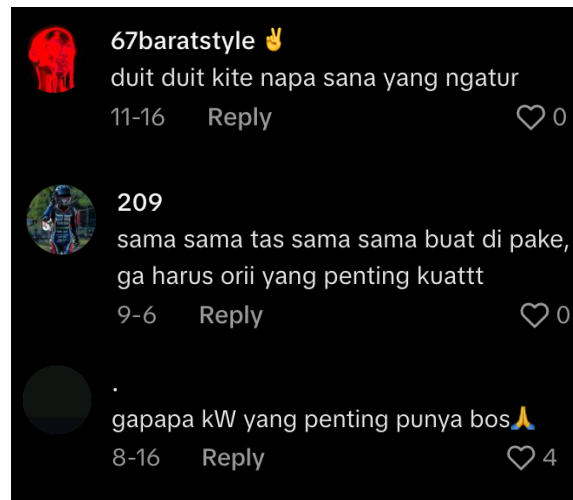 67baratstyle ✌️
duit duit kite napa sana yang ngatur
11-16 Reply 0
209
sama sama tas sama sama buat di pake,
ga harus orii yang penting kuattt
9-6 Reply 0
.
gapapa kW yang penting punya bos🙏
8-16 Reply 4